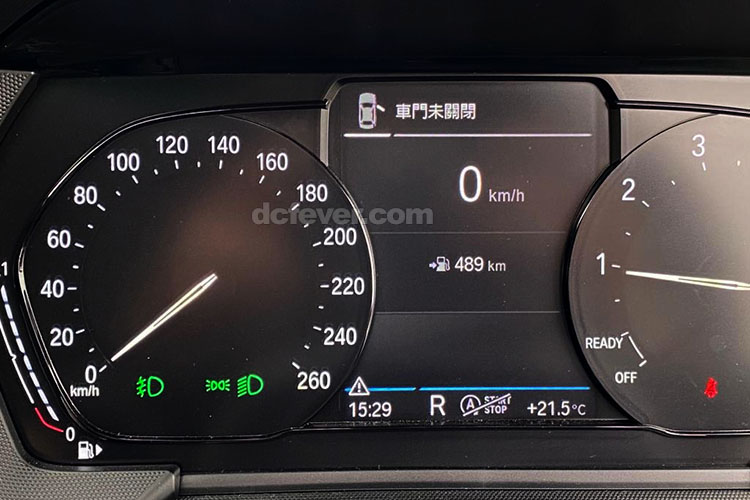 車門未關閉
0 km/h
489 km
15:29 R A START STOP +21.5°C
0
20
40
60
80
100
120
140
160
180
200
220
240
260
km/h
1
0
3
2
1
READY
OFF
dcfever.com